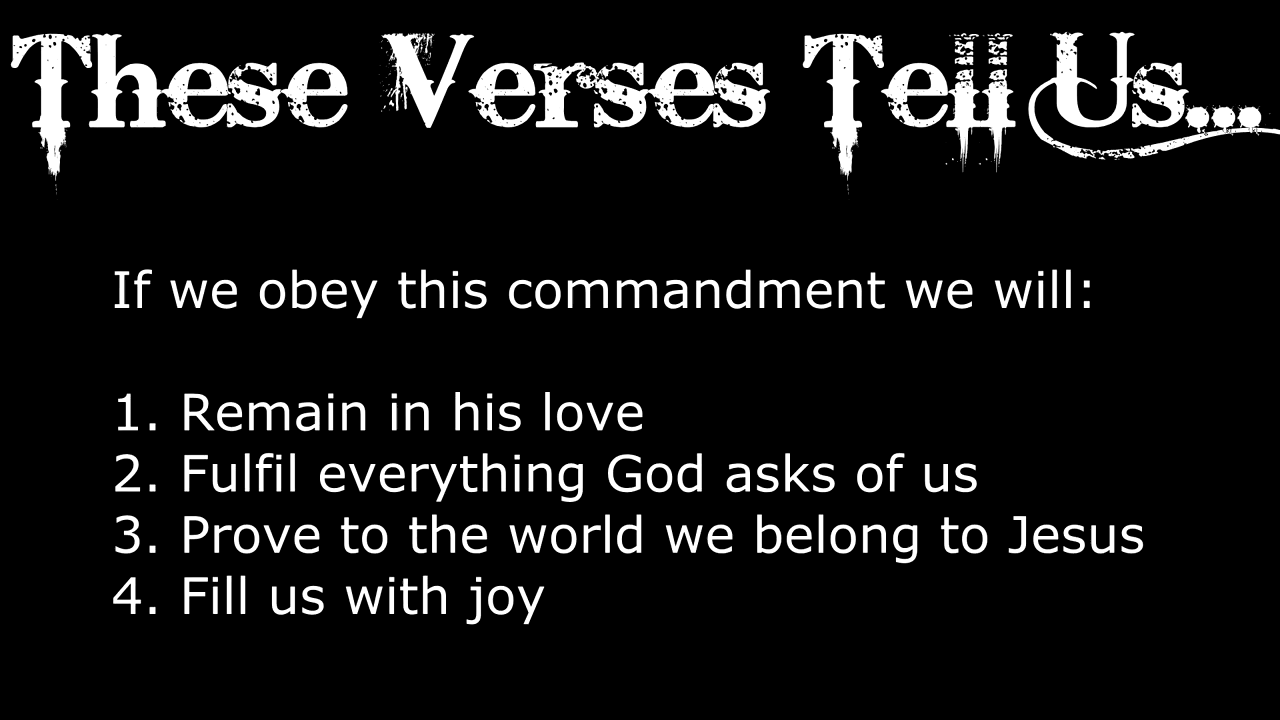 These Verses Tell Us...
If we obey this commandment we will:
1. Remain in his love
2. Fulfil everything God asks of us
3. Prove to the world we belong to Jesus
4. Fill us with joy